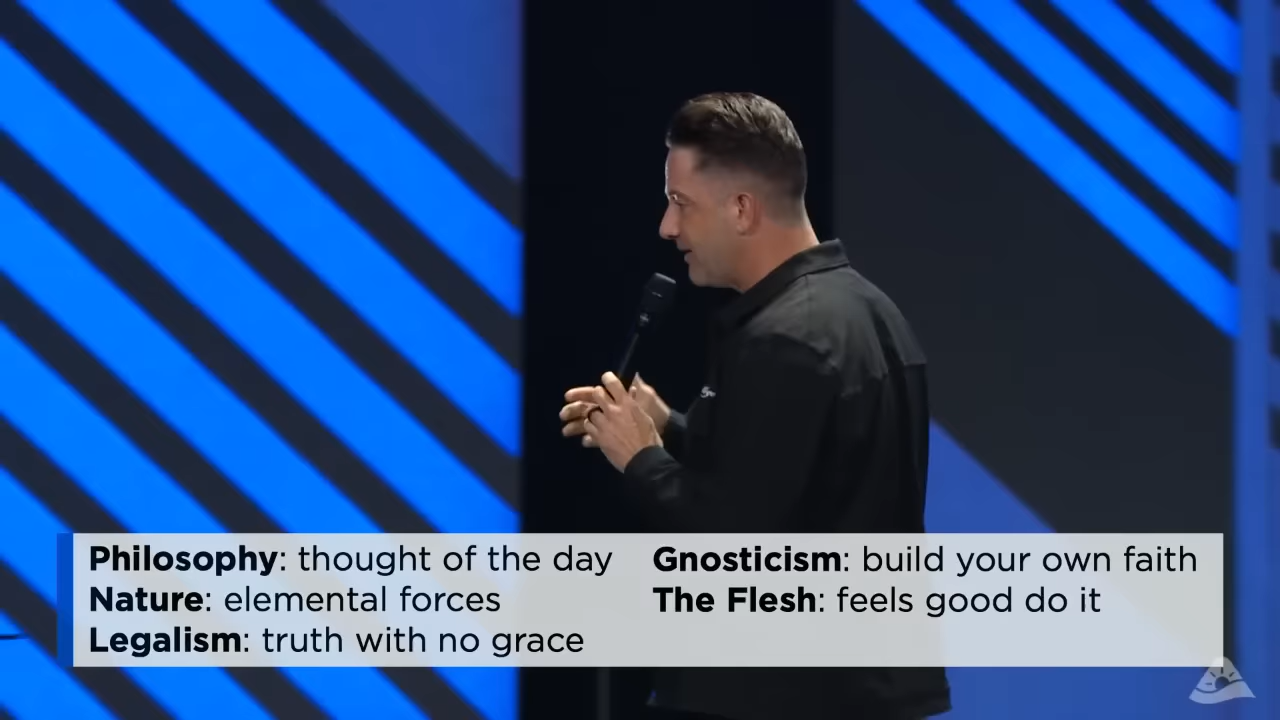 Philosophy: thought of the day
Nature: elemental forces
Legalism: truth with no grace
Gnosticism: build your own faith
The Flesh: feels good do it